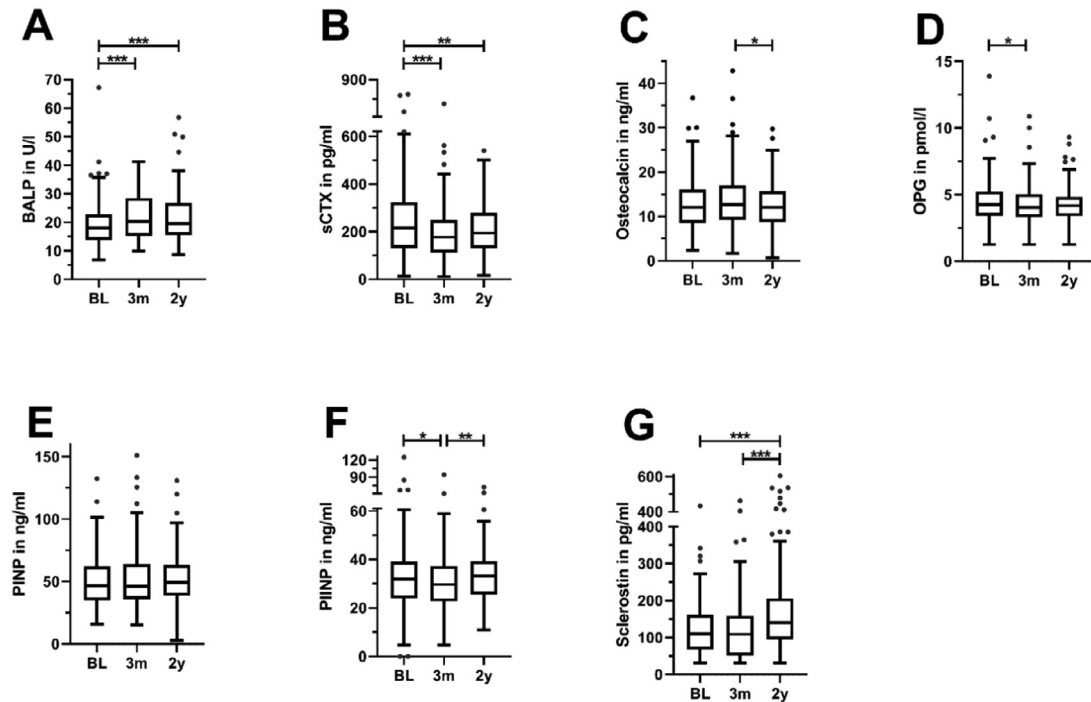 A
***
***
BALP in U/l
70
60
50
40
30
20
10
0
BL 3m 2y
B
**
***
sCTX in pg/ml
900
600
400
200
0
BL 3m 2y
C
*
Osteocalcin in ng/ml
40
30
20
10
0
BL 3m 2y
D
*
OPG in pmol/l
15
10
5
0
BL 3m 2y
E
PINP in ng/ml
150
100
50
0
BL 3m 2y
F
* **
PIINP in ng/ml
120
90
60
40
20
0
BL 3m 2y
G
***
***
Sclerostin in pg/ml
600
400
300
200
100
0
BL 3m 2y